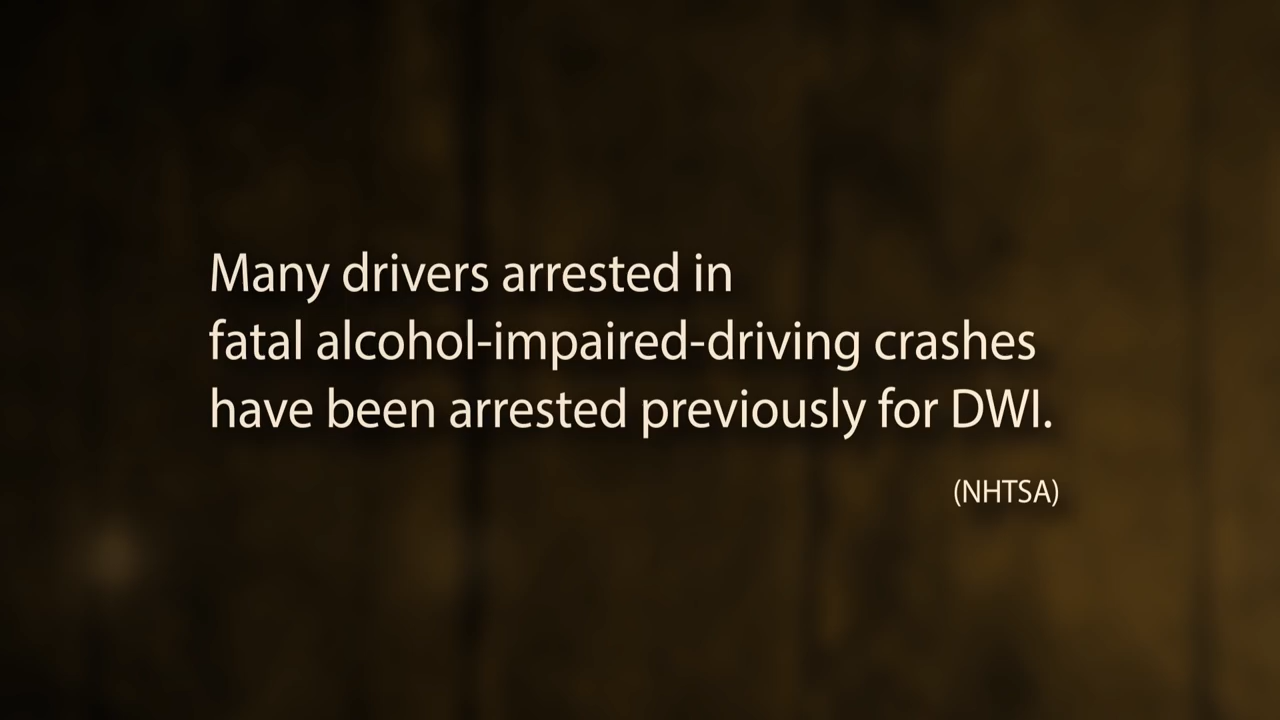 Many drivers arrested in
fatal alcohol-impaired-driving crashes
have been arrested previously for DWI.
(NHTSA)